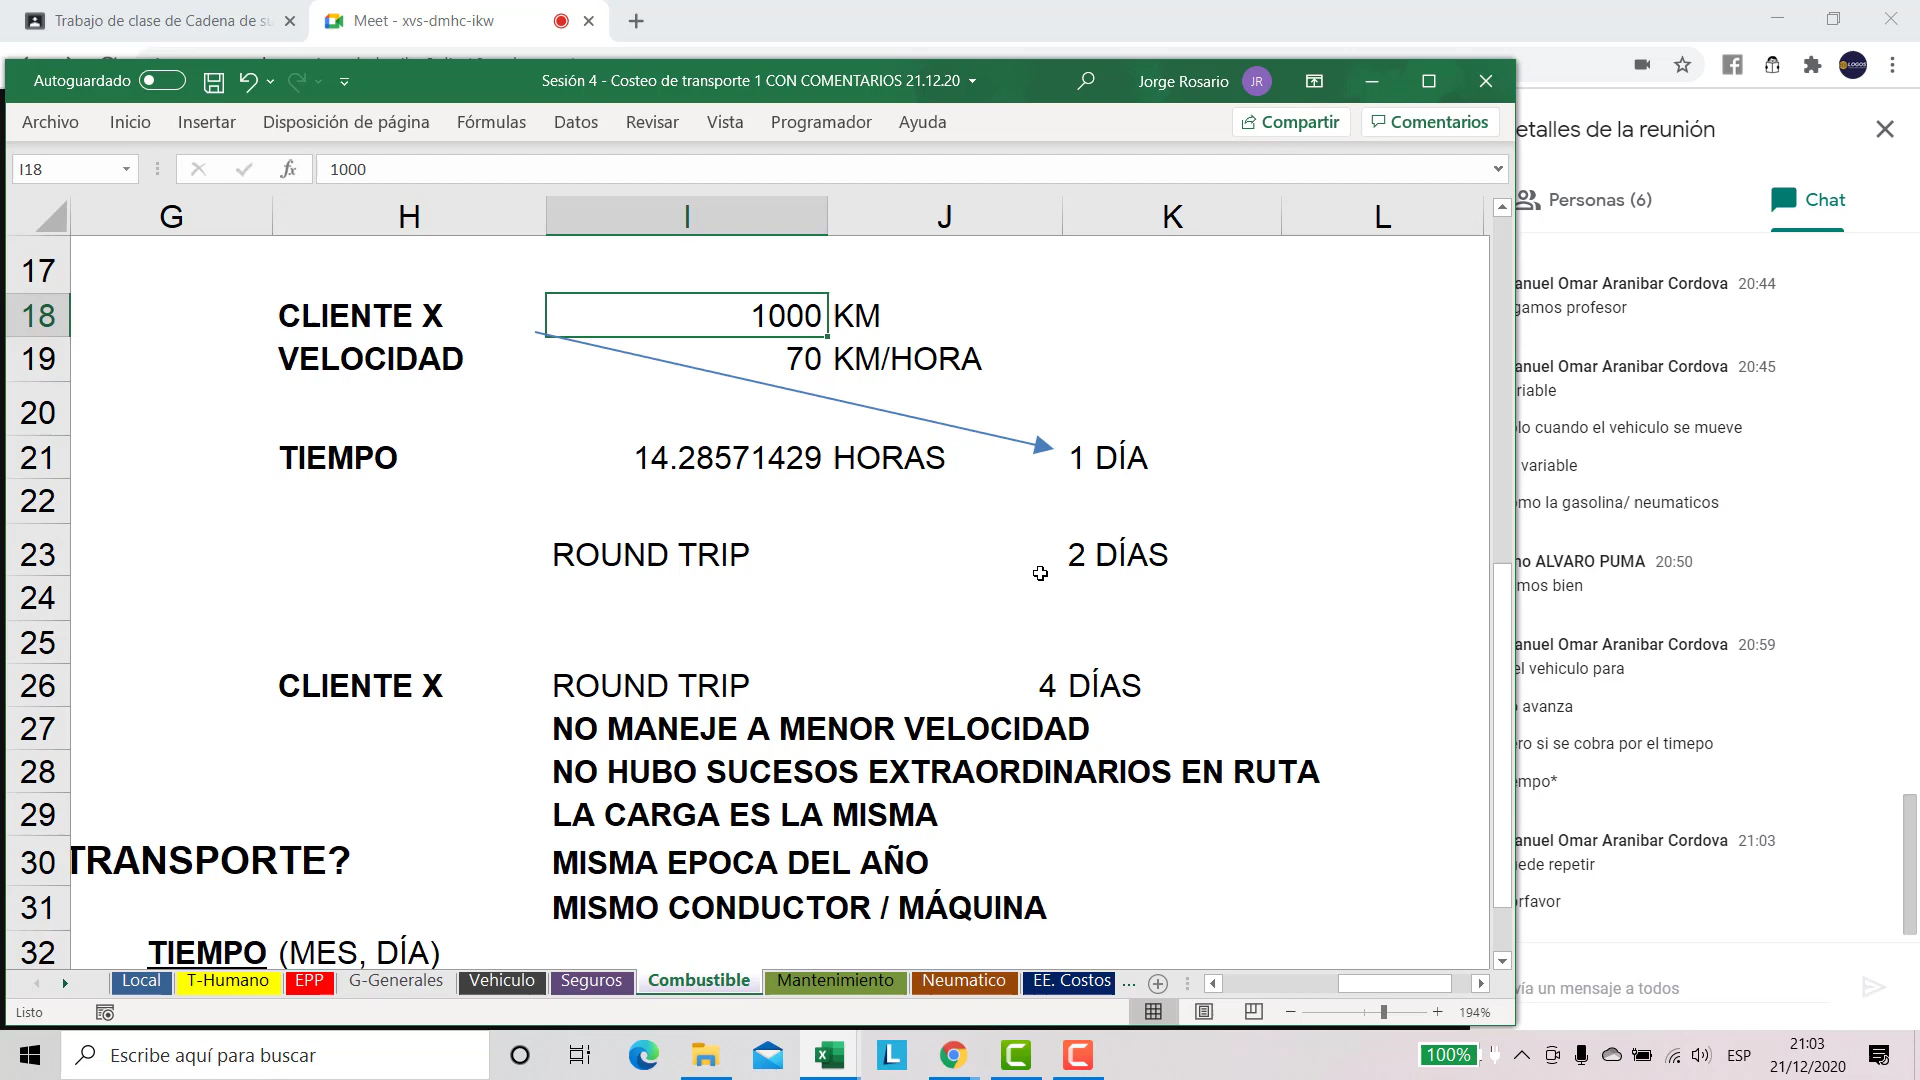 Trabajo de clase de Cadena de su
Meet - xvs-dmhc-ikw
Autoguardado
Sesión 4 - Costeo de transporte 1 CON COMENTARIOS 21.12.20
Jorge Rosario
JR
Archivo Inicio Insertar Disposición de página Fórmulas Datos Revisar Vista Programador Ayuda
Compartir
Comentarios
I18
fx
1000
G H I J K L
17
18 CLIENTE X 1000 KM
19 VELOCIDAD 70 KM/HORA
20
21 TIEMPO 14.28571429 HORAS 1 DÍA
22
23 ROUND TRIP 2 DÍAS
24
25
26 CLIENTE X ROUND TRIP 4 DÍAS
27 NO MANEJE A MENOR VELOCIDAD
28 NO HUBO SUCESOS EXTRAORDINARIOS EN RUTA
29 LA CARGA ES LA MISMA
30 TRANSPORTE? MISMA EPOCA DEL AÑO
31 MISMO CONDUCTOR / MÁQUINA
32 TIEMPO (MES, DÍA)
Local T-Humano EPP G-Generales Vehiculo Seguros Combustible Mantenimiento Neumatico EE. Costos ...
Listo
194%
etalles de la reunión
Personas (6)
Chat
anuel Omar Aranibar Cordova 20:44
gamos profesor
anuel Omar Aranibar Cordova 20:45
riable
lo cuando el vehiculo se mueve
variable
omo la gasolina/ neumaticos
no ALVARO PUMA 20:50
mos bien
anuel Omar Aranibar Cordova 20:59
el vehiculo para
avanza
ero si se cobra por el timepo
empo*
anuel Omar Aranibar Cordova 21:03
uede repetir
orfavor
vía un mensaje a todos
Escribe aquí para buscar
100%
ESP
21:03
21/12/2020